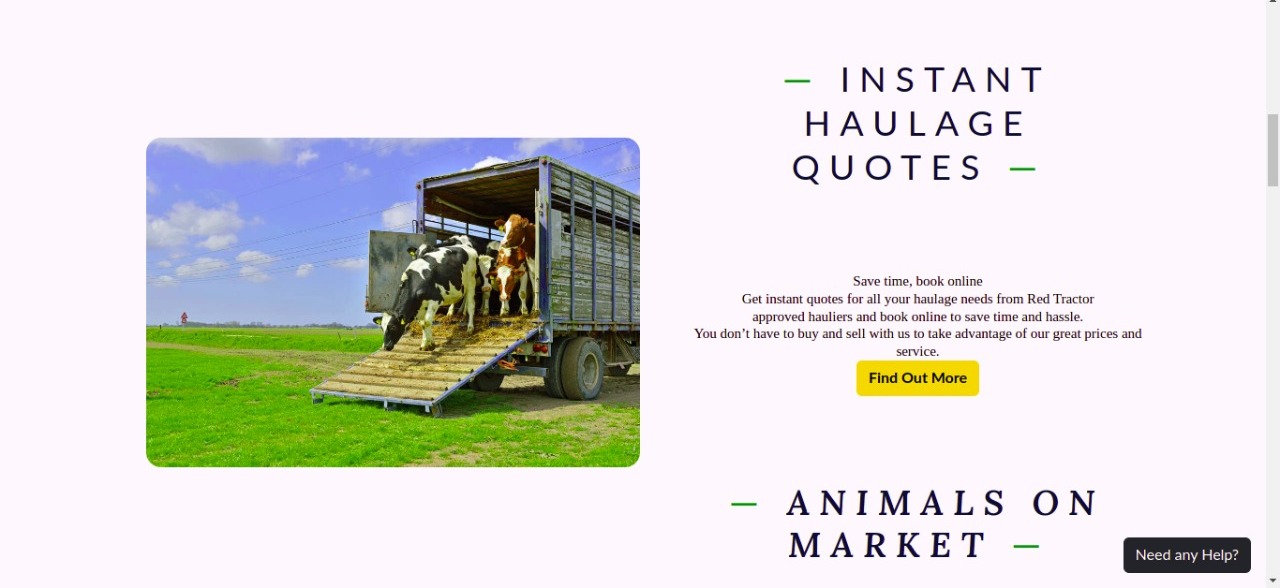 — INSTANT
HAULAGE
QUOTES —
Save time, book online
Get instant quotes for all your haulage needs from Red Tractor
approved hauliers and book online to save time and hassle.
You don’t have to buy and sell with us to take advantage of our great prices and
service.
Find Out More
— ANIMALS ON
MARKET —
Need any Help?